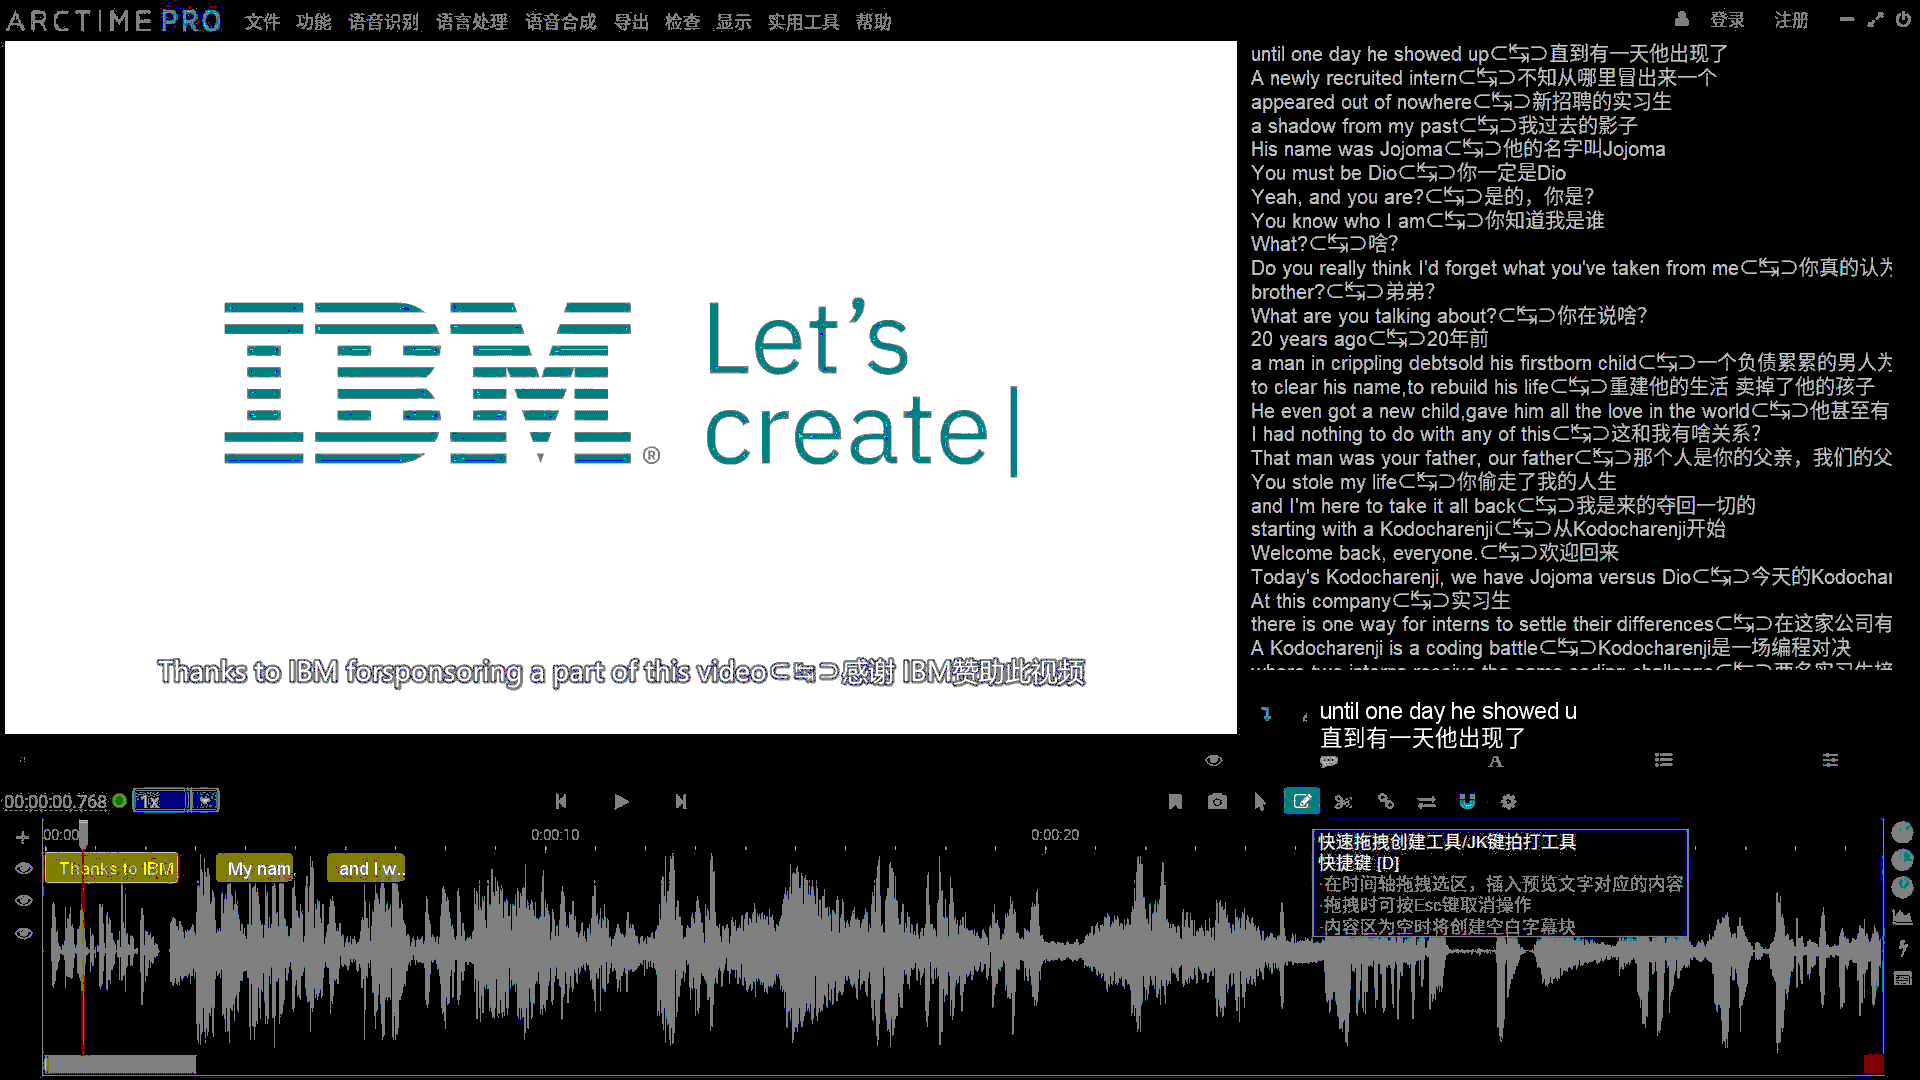 ARCTIME PRO 文件 功能 语音识别 语言处理 语音合成 导出 检查 显示 实用工具 帮助 登录 注册
IBM® Let's
create
Thanks to IBM forsponsoring a part of this video⊂↹⊃感谢 IBM赞助此视频
until one day he showed up⊂↹⊃直到有一天他出现了
A newly recruited intern⊂↹⊃不知从哪里冒出来一个
appeared out of nowhere⊂↹⊃新招聘的实习生
a shadow from my past⊂↹⊃我过去的影子
His name was Jojoma⊂↹⊃他的名字叫Jojoma
You must be Dio⊂↹⊃你一定是Dio
Yeah, and you are?⊂↹⊃是的，你是?
You know who I am⊂↹⊃你知道我是谁
What?⊂↹⊃啥?
Do you really think I'd forget what you've taken from me⊂↹⊃你真的认为
brother?⊂↹⊃弟弟?
What are you talking about?⊂↹⊃你在说啥?
20 years ago⊂↹⊃20年前
a man in crippling debtsold his firstborn child⊂↹⊃一个负债累累的男人为
to clear his name,to rebuild his life⊂↹⊃重建他的生活 卖掉了他的孩子
He even got a new child,gave him all the love in the world⊂↹⊃他甚至有
I had nothing to do with any of this⊂↹⊃这和我有啥关系?
That man was your father, our father⊂↹⊃那个人是你的父亲，我们的父
You stole my life⊂↹⊃你偷走了我的人生
and I'm here to take it all back⊂↹⊃我是来的夺回一切的
starting with a Kodocharenji⊂↹⊃从Kodocharenji开始
Welcome back, everyone.⊂↹⊃欢迎回来
Today's Kodocharenji, we have Jojoma versus Dio⊂↹⊃今天的Kodochar
At this company⊂↹⊃实习生
there is one way for interns to settle their differences⊂↹⊃在这家公司有
A Kodocharenji is a coding battle⊂↹⊃Kodocharenji是一场编程对决
until one day he showed u
直到有一天他出现了
00:00:00.768 1x
00:00 0:00:10 0:00:20
Thanks to IBM My nam and I w..
快速拖拽创建工具/JK键拍打工具
快捷键 [D]
·在时间轴拖拽选区，插入预览文字对应的内容
·拖拽时可按Esc键取消操作
·内容区为空时将创建空白字幕块